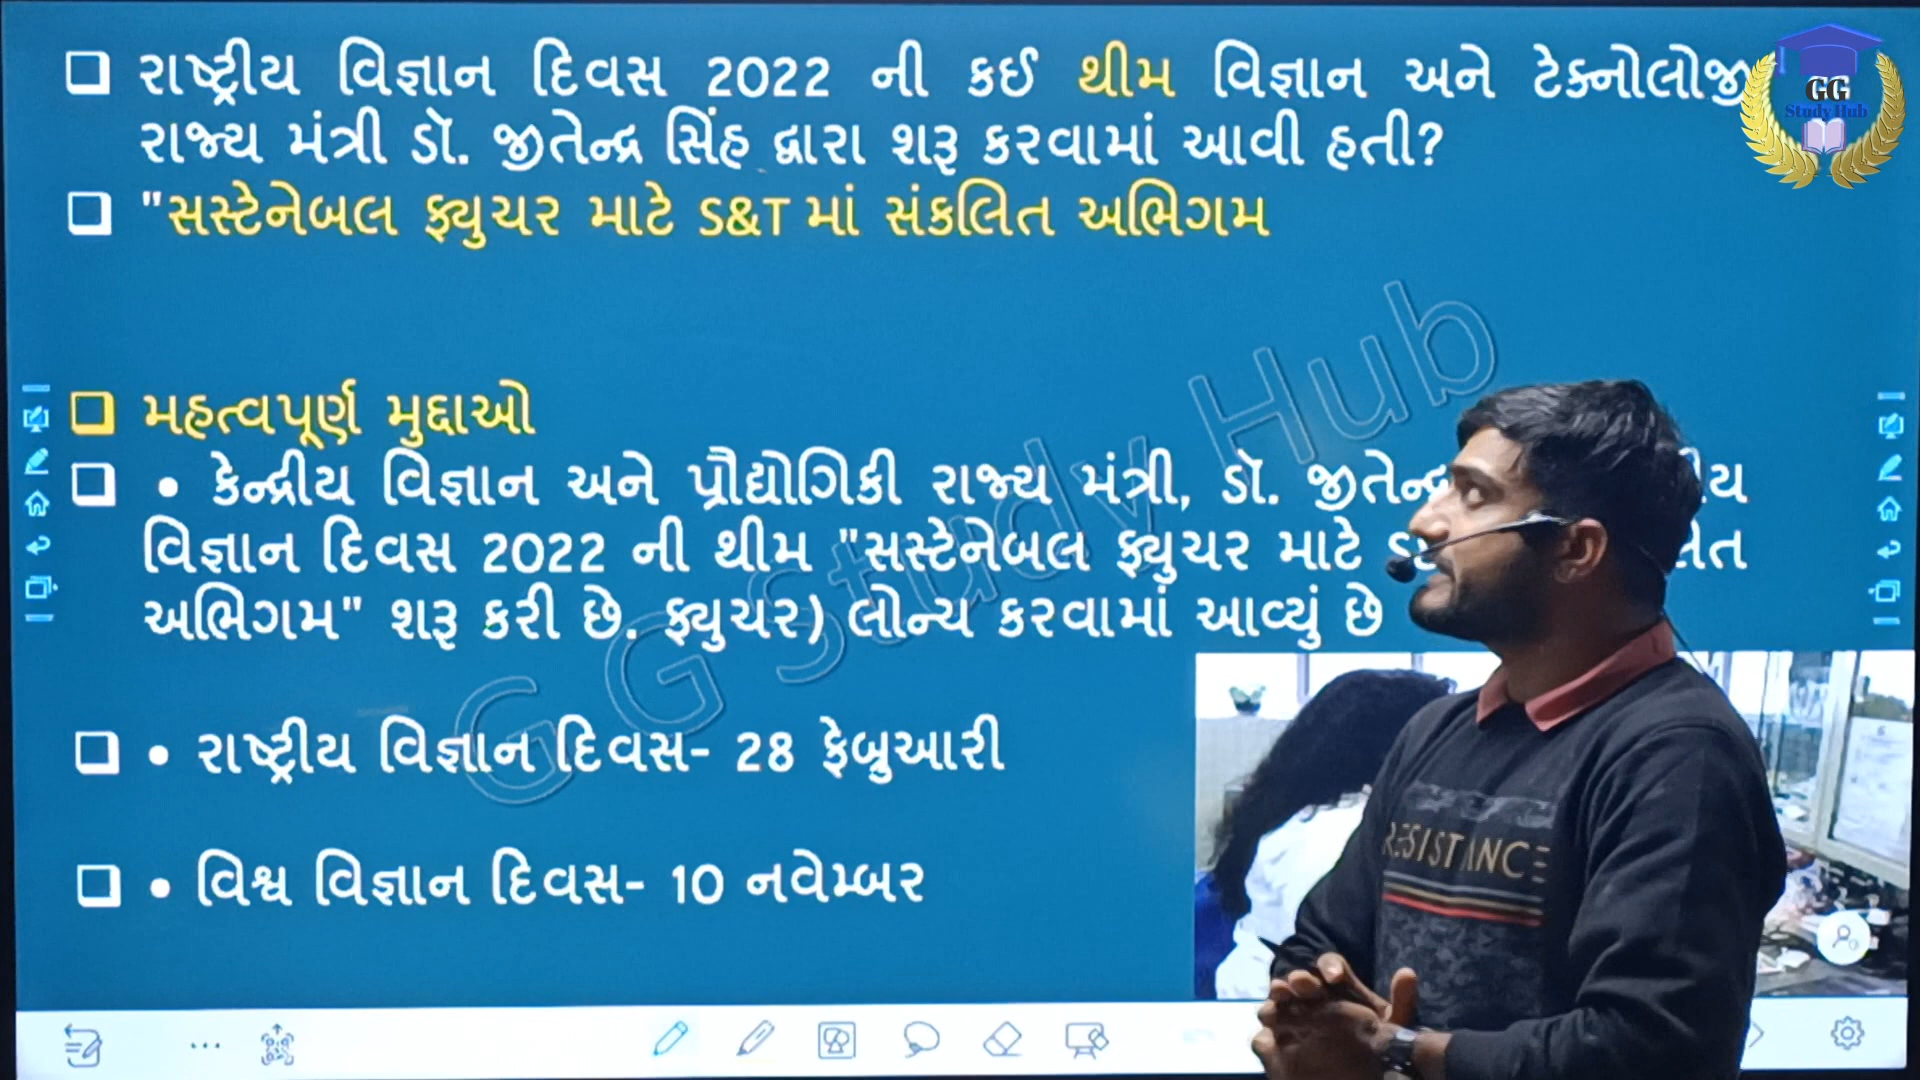 રાષ્ટ્રીય વિજ્ઞાન દિવસ 2022 ની કઈ થીમ વિજ્ઞાન અને ટેક્નોલોજી
રાજ્ય મંત્રી ડૉ. જીતેન્દ્ર સિંહ દ્વારા શરૂ કરવામાં આવી હતી?
"સસ્ટેનેબલ ફ્યુચર માટે S&T માં સંકલિત અભિગમ
GG
Study Hub
મહત્વપૂર્ણ મુદ્દાઓ
• કેન્દ્રીય વિજ્ઞાન અને પ્રૌદ્યોગિકી રાજ્ય મંત્રી, ડૉ.
વિજ્ઞાન દિવસ 2022 ની થીમ "સસ્ટેનેબલ ફ્યુચર માટે
અભિગમ" શરૂ કરી છે. ફ્યુચર) લોન્ચ કરવામાં આવ્યું છે
• રાષ્ટ્રીય વિજ્ઞાન દિવસ- 28 ફેબ્રુઆરી
• વિશ્વ વિજ્ઞાન દિવસ- 10 નવેમ્બર
G G Study Hub
RESISTANCE